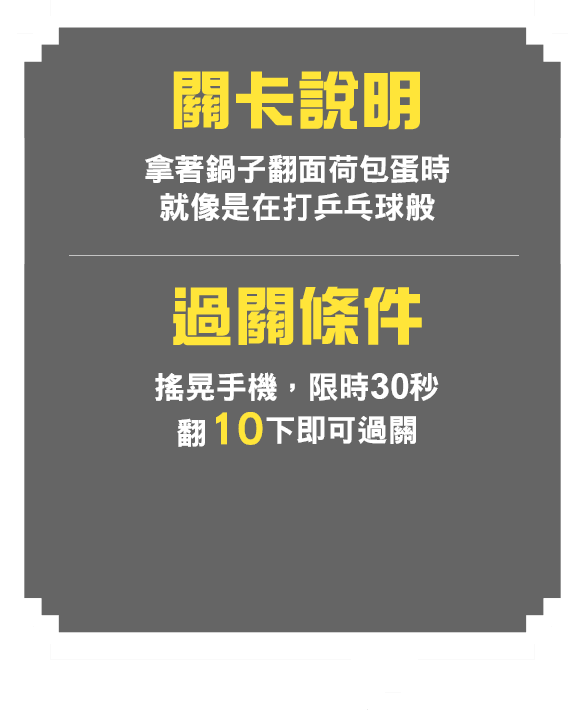 關卡說明
拿著鍋子翻面荷包蛋時
就像是在打乒乓球般
過關條件
搖晃手機，限時30秒
翻10下即可過關